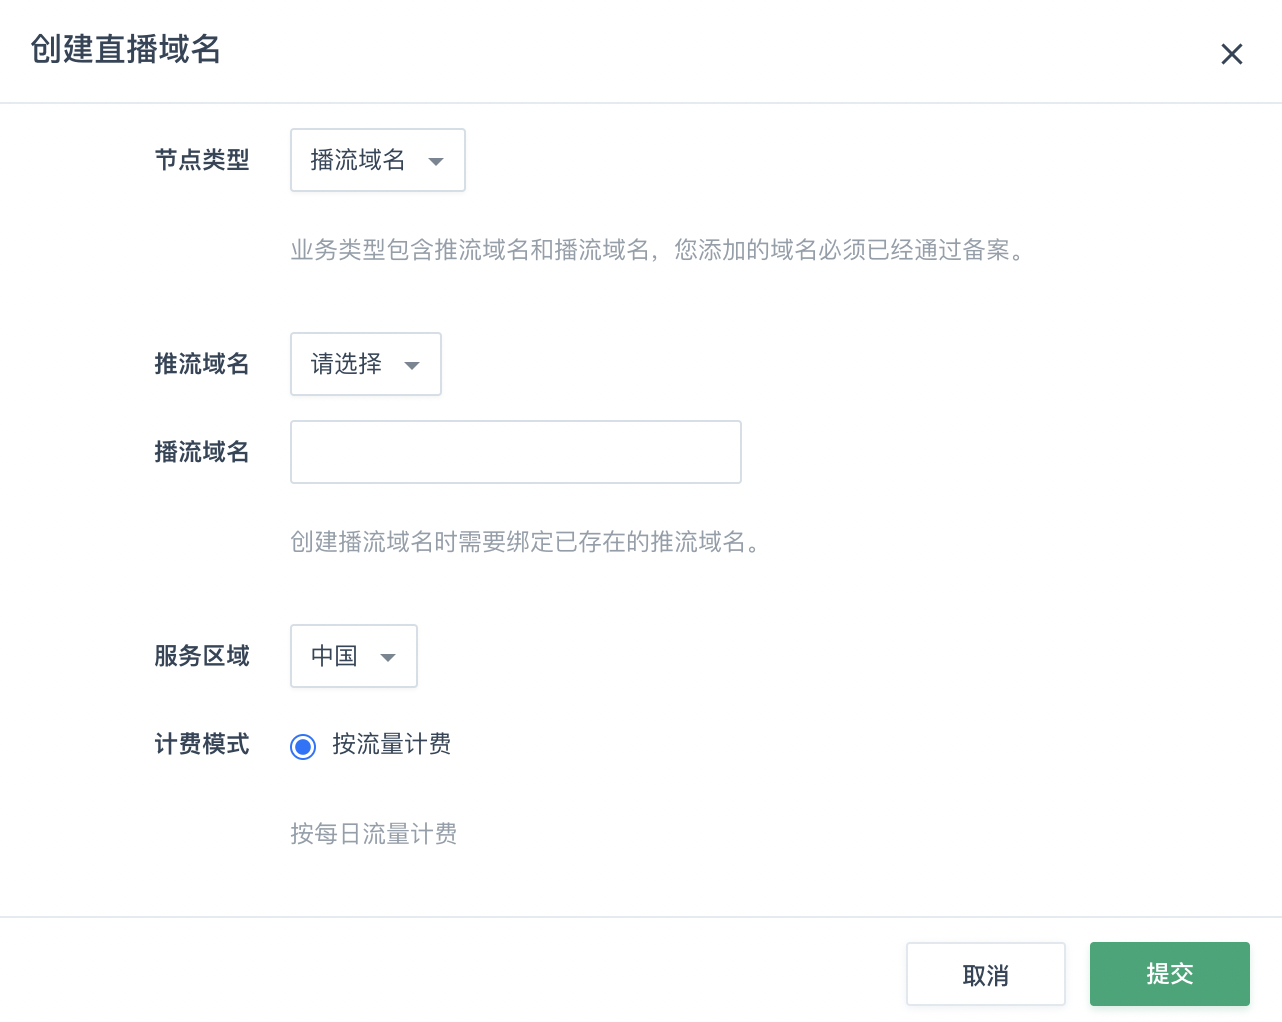 创建直播域名
节点类型 播流域名
业务类型包含推流域名和播流域名，您添加的域名必须已经通过备案。
推流域名 请选择
播流域名
创建播流域名时需要绑定已存在的推流域名。
服务区域 中国
计费模式 按流量计费
按每日流量计费
取消 提交